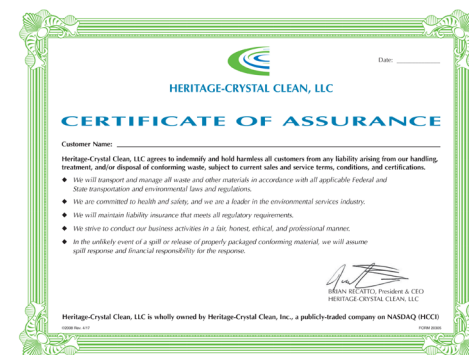 Date: ____________
HERITAGE-CRYSTAL CLEAN, LLC
CERTIFICATE OF ASSURANCE
Customer Name: ____________
Heritage-Crystal Clean, LLC agrees to indemnify and hold harmless all customers from any liability arising from our handling,
treatment, and/or disposal of conforming waste, subject to current sales and service terms, conditions, and certifications.
◆ We will transport and manage all waste and other materials in accordance with all applicable Federal and
State transportation and environmental laws and regulations.
◆ We are committed to health and safety, and we are a leader in the environmental services industry.
◆ We will maintain liability insurance that meets all regulatory requirements.
◆ We strive to conduct our business activities in a fair, honest, ethical, and professional manner.
◆ In the unlikely event of a spill or release of properly packaged conforming material, we will assume
spill response and financial responsibility for the response.
BRIAN RECATTO, President & CEO
HERITAGE-CRYSTAL CLEAN, LLC
Heritage-Crystal Clean, LLC is wholly owned by Heritage-Crystal Clean, Inc., a publicly-traded company on NASDAQ (HCCI)